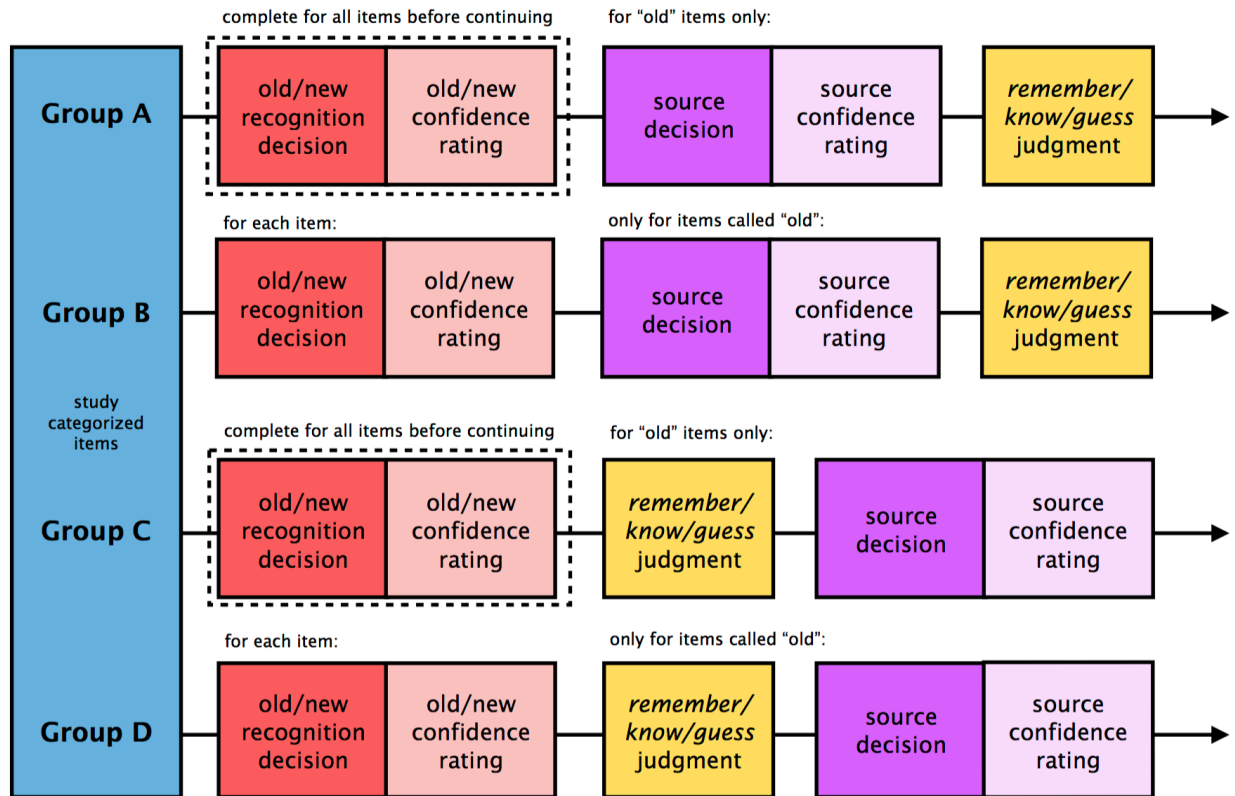 complete for all items before continuing
for “old” items only:
Group A
old/new
recognition
decision
old/new
confidence
rating
source
decision
source
confidence
rating
remember/
know/guess
judgment
for each item:
only for items called “old”:
Group B
old/new
recognition
decision
old/new
confidence
rating
source
decision
source
confidence
rating
remember/
know/guess
judgment
study
categorized
items
complete for all items before continuing
for “old” items only:
Group C
old/new
recognition
decision
old/new
confidence
rating
remember/
know/guess
judgment
source
decision
source
confidence
rating
for each item:
only for items called “old”:
Group D
old/new
recognition
decision
old/new
confidence
rating
remember/
know/guess
judgment
source
decision
source
confidence
rating